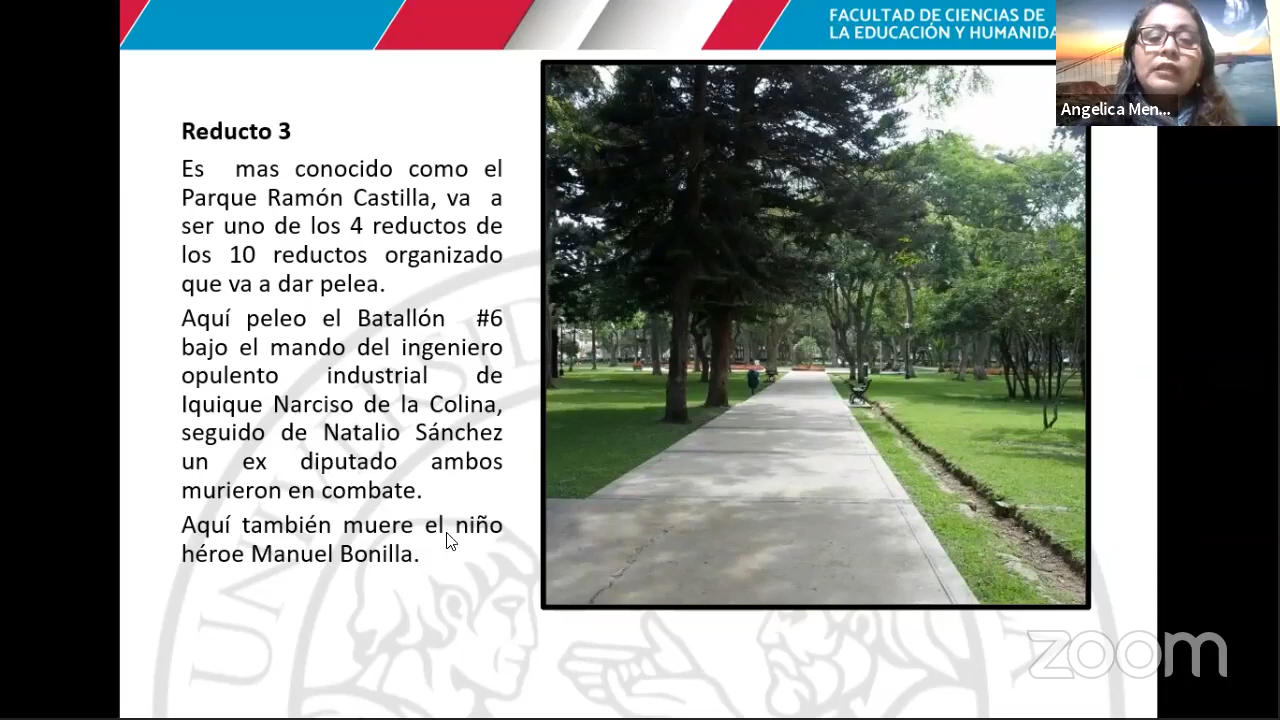 FACULTAD DE CIENCIAS DE
LA EDUCACIÓN Y HUMANIDA
Angelica Men...
Reducto 3
Es mas conocido como el
Parque Ramón Castilla, va a
ser uno de los 4 reductos de
los 10 reductos organizado
que va a dar pelea.
Aquí peleo el Batallón #6
bajo el mando del ingeniero
opulento industrial de
Iquique Narciso de la Colina,
seguido de Natalio Sánchez
un ex diputado ambos
murieron en combate.
Aquí también muere el niño
héroe Manuel Bonilla.
zoom